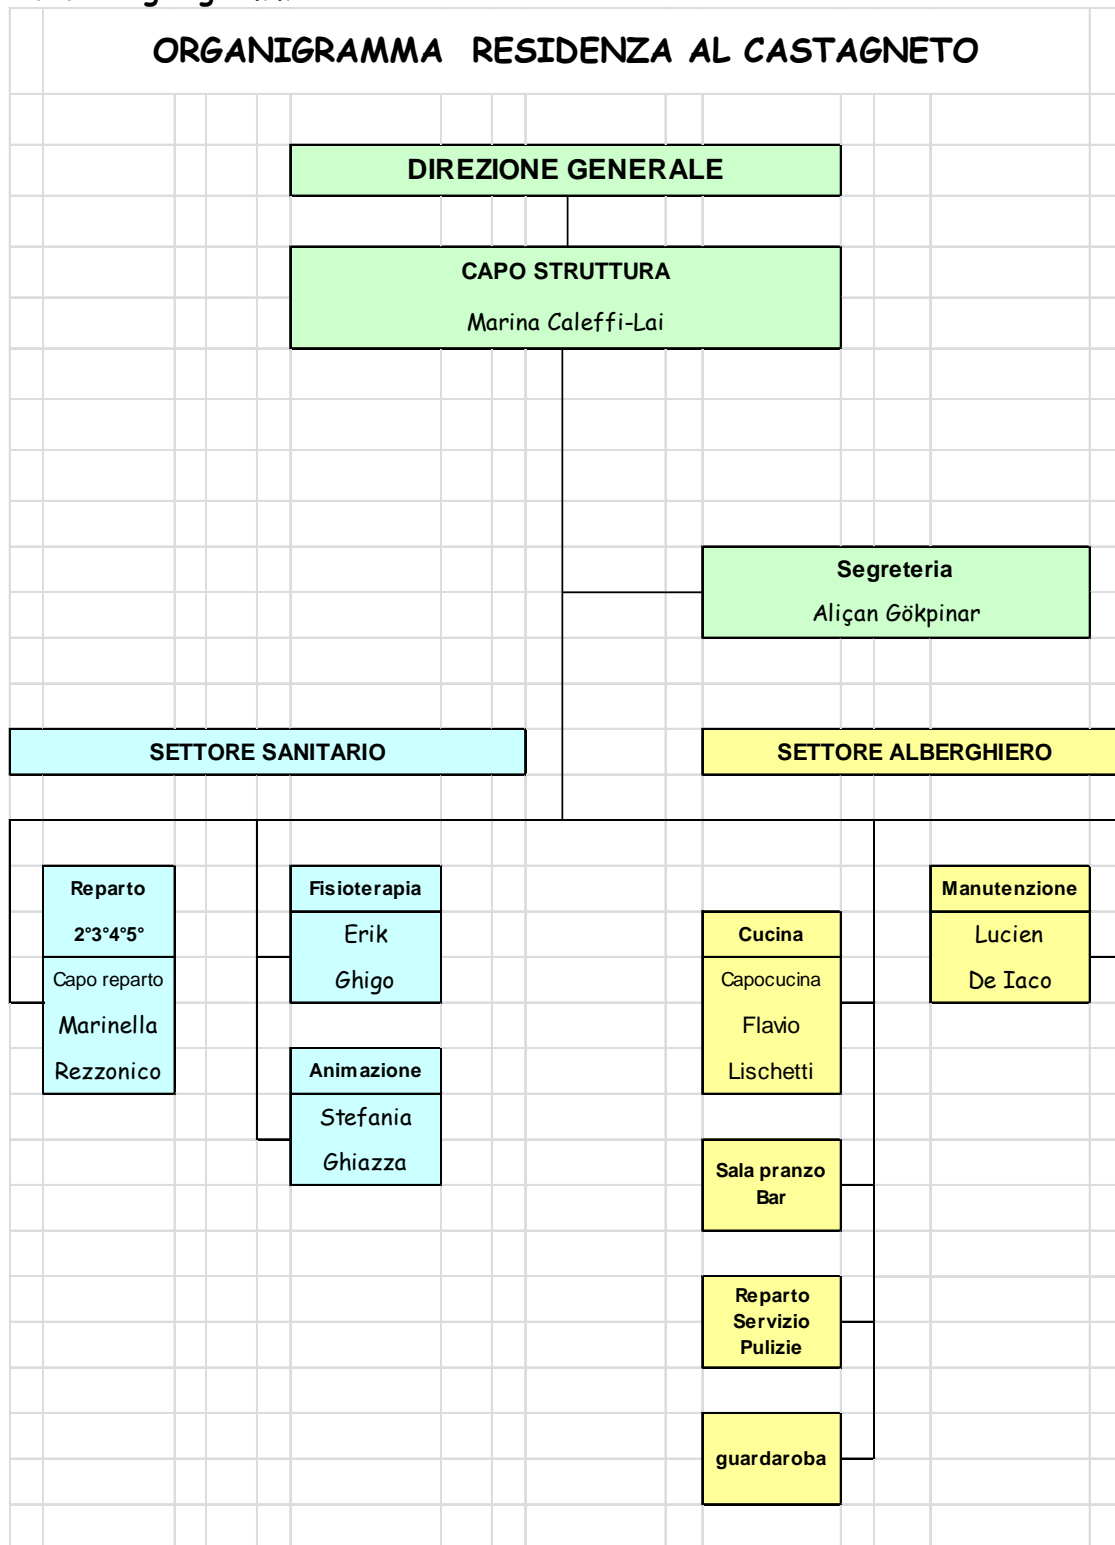 ORGANIGRAMMA RESIDENZA AL CASTAGNETO
DIREZIONE GENERALE
CAPO STRUTTURA
Marina Caleffi-Lai
Segreteria
Aliçan Gökpinar
SETTORE SANITARIO
SETTORE ALBERGHIERO
Reparto
2°3°4°5°
Capo reparto
Marinella
Rezzonico
Fisioterapia
Erik
Ghigo
Animazione
Stefania
Ghiazza
Cucina
Capocucina
Flavio
Lischetti
Sala pranzo
Bar
Reparto
Servizio
Pulizie
guardaroba
Manutenzione
Lucien
De Iaco